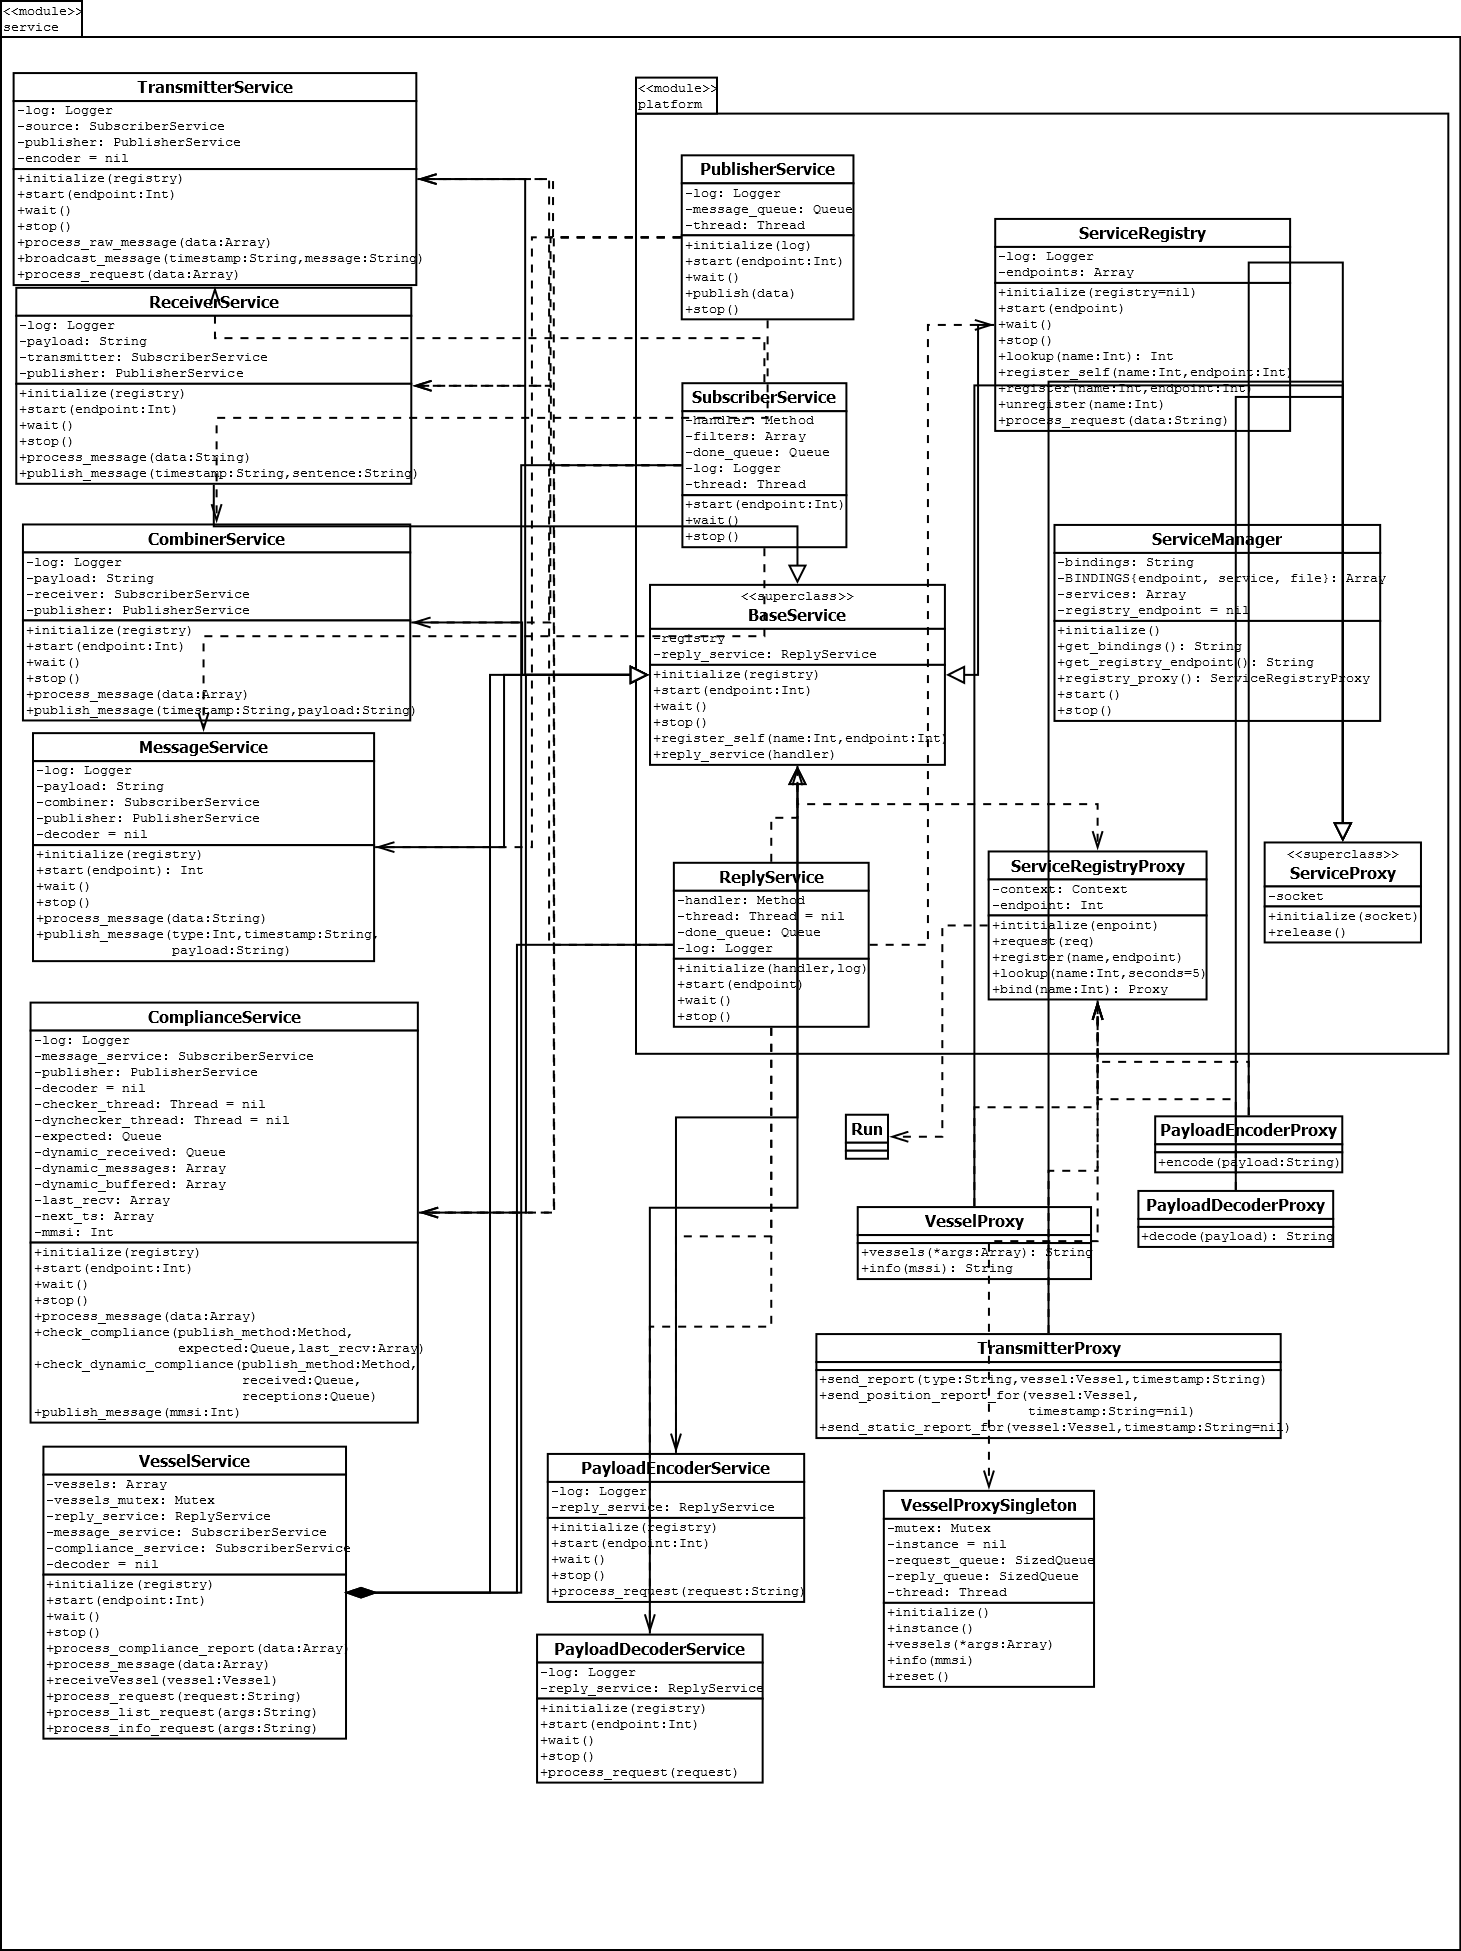 <<module>>
service
TransmitterService
-log: Logger
-source: SubscriberService
-publisher: PublisherService
-encoder = nil
+initialize(registry)
+start(endpoint:Int)
+wait()
+stop()
+process_raw_message(data:Array)
+broadcast_message(timestamp:String,message:String)
+process_request(data:Array)
ReceiverService
-log: Logger
-payload: String
-transmitter: SubscriberService
-publisher: PublisherService
+initialize(registry)
+start(endpoint:Int)
+wait()
+stop()
+process_message(data:String)
+publish_message(timestamp:String,sentence:String)
CombinerService
-log: Logger
-payload: String
-receiver: SubscriberService
-publisher: PublisherService
+initialize(registry)
+start(endpoint:Int)
+wait()
+stop()
+process_message(data:Array)
+publish_message(timestamp:String,payload:String)
MessageService
-log: Logger
-payload: String
-combiner: SubscriberService
-publisher: PublisherService
-decoder = nil
+initialize(registry)
+start(endpoint): Int
+wait()
+stop()
+process_message(data:String)
+publish_message(type:Int,timestamp:String,
payload:String)
ComplianceService
-log: Logger
-message_service: SubscriberService
-publisher: PublisherService
-decoder = nil
-checker_thread: Thread = nil
-dynchecker_thread: Thread = nil
-expected: Queue
-dynamic_received: Queue
-dynamic_messages: Array
-dynamic_buffered: Array
-last_recv: Array
-next_ts: Array
-mmsi: Int
+initialize(registry)
+start(endpoint:Int)
+wait()
+stop()
+process_message(data:Array)
+check_compliance(publish_method:Method,
expected:Queue,last_recv:Array)
+check_dynamic_compliance(publish_method:Method,
received:Queue,
receptions:Queue)
+publish_message(mmsi:Int)
VesselService
-vessels: Array
-vessels_mutex: Mutex
-reply_service: ReplyService
-message_service: SubscriberService
-compliance_service: SubscriberService
-decoder = nil
+initialize(registry)
+start(endpoint:Int)
+wait()
+stop()
+process_compliance_report(data:Array)
+process_message(data:Array)
+receiveVessel(vessel:Vessel)
+process_request(request:String)
+process_list_request(args:String)
+process_info_request(args:String)
<<module>>
platform
PublisherService
-log: Logger
-message_queue: Queue
-thread: Thread
+initialize(log)
+start(endpoint:Int)
+wait()
+publish(data)
+stop()
SubscriberService
-handler: Method
-filters: Array
-done_queue: Queue
-log: Logger
-thread: Thread
+start(endpoint:Int)
+wait()
+stop()
<<superclass>>
BaseService
-registry
-reply_service: ReplyService
+initialize(registry)
+start(endpoint:Int)
+wait()
+stop()
+register_self(name:Int,endpoint:Int)
+reply_service(handler)
ReplyService
-handler: Method
-thread: Thread = nil
-done_queue: Queue
-log: Logger
+initialize(handler,log)
+start(endpoint)
+wait()
+stop()
ServiceRegistry
-log: Logger
-endpoints: Array
+initialize(registry=nil)
+start(endpoint)
+wait()
+stop()
+lookup(name:Int): Int
+register_self(name:Int,endpoint:Int)
+register(name:Int,endpoint:Int)
+unregister(name:Int)
+process_request(data:String)
ServiceManager
-bindings: String
-BINDINGS{endpoint, service, file}: Array
-services: Array
-registry_endpoint = nil
+initialize()
+get_bindings(): String
+get_registry_endpoint(): String
+registry_proxy(): ServiceRegistryProxy
+start()
+stop()
ServiceRegistryProxy
-context: Context
-endpoint: Int
+intitialize(enpoint)
+request(req)
+register(name,endpoint)
+lookup(name:Int,seconds=5)
+bind(name:Int): Proxy
<<superclass>>
ServiceProxy
-socket
+initialize(socket)
+release()
Run
PayloadEncoderProxy
+encode(payload:String)
PayloadDecoderProxy
+decode(payload): String
VesselProxy
+vessels(*args:Array): String
+info(mssi): String
TransmitterProxy
+send_report(type:String,vessel:Vessel,timestamp:String)
+send_position_report_for(vessel:Vessel,
timestamp:String=nil)
+send_static_report_for(vessel:Vessel,timestamp:String=nil)
PayloadEncoderService
-log: Logger
-reply_service: ReplyService
+initialize(registry)
+start(endpoint:Int)
+wait()
+stop()
+process_request(request:String)
VesselProxySingleton
-mutex: Mutex
-instance = nil
-request_queue: SizedQueue
-reply_queue: SizedQueue
-thread: Thread
+initialize()
+instance()
+vessels(*args:Array)
+info(mmsi)
+reset()
PayloadDecoderService
-log: Logger
-reply_service: ReplyService
+initialize(registry)
+start(endpoint:Int)
+wait()
+stop()
+process_request(request)